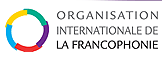 ORGANISATION
INTERNATIONALE DE
LA FRANCOPHONIE